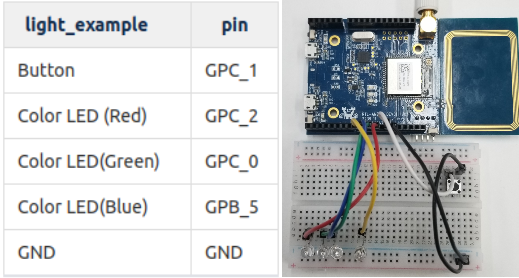 light_example pin
Button GPC_1
Color LED (Red) GPC_2
Color LED(Green) GPC_0
Color LED(Blue) GPB_5
GND GND